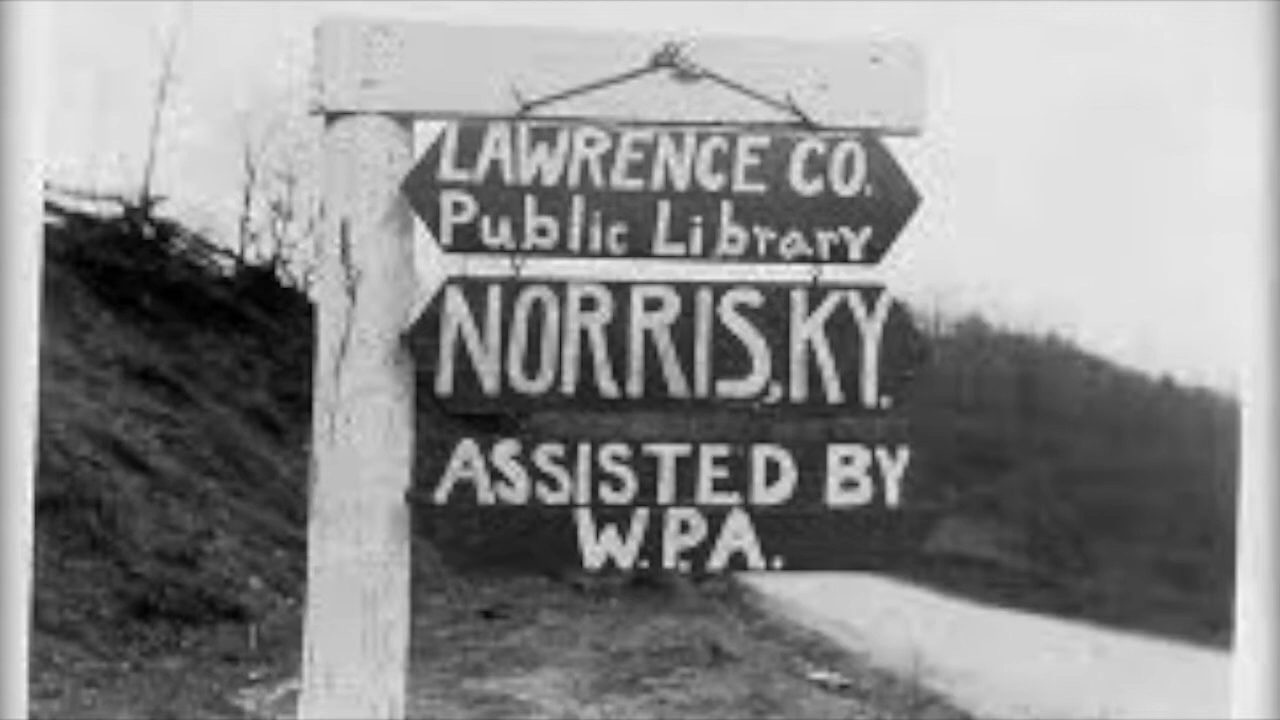 LAWRENCE CO.
Public Library
NORRIS, KY.
ASSISTED BY
W.P.A.